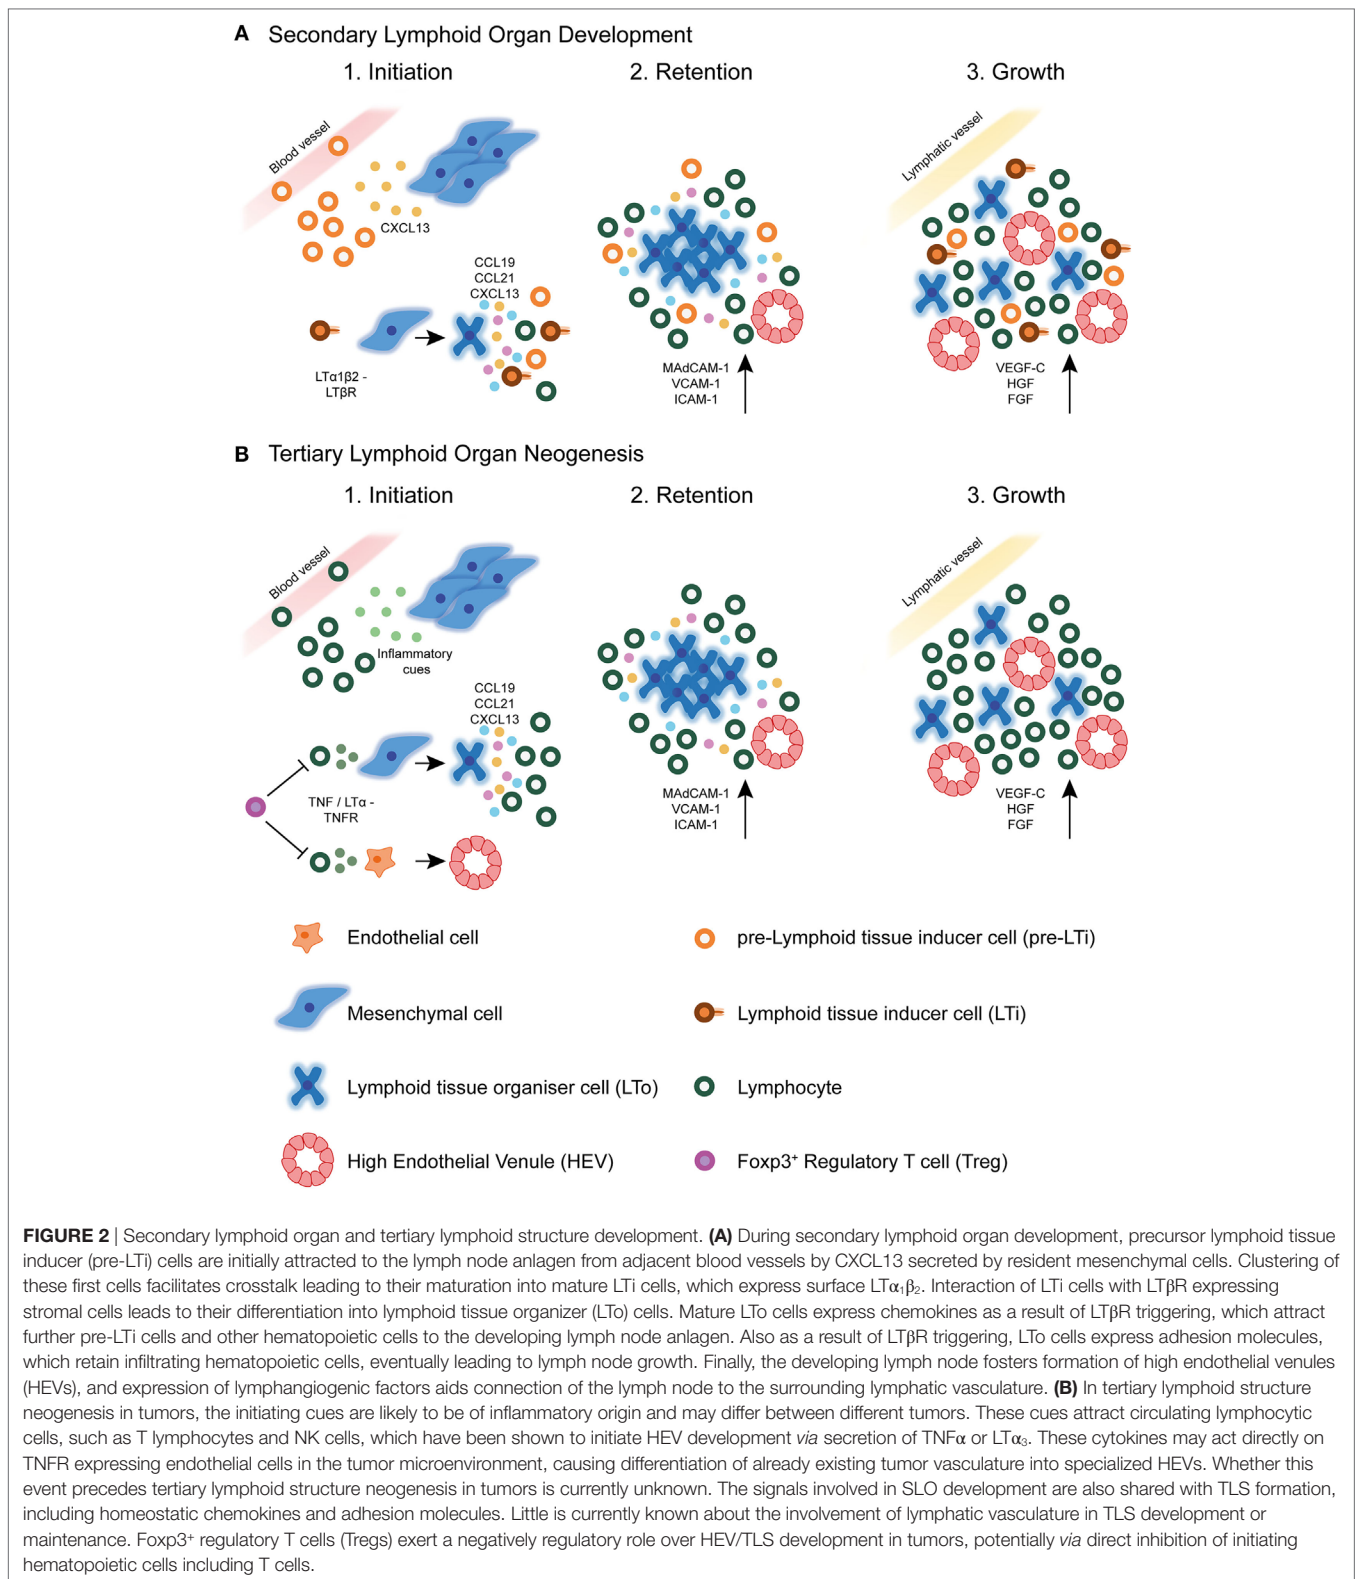 A Secondary Lymphoid Organ Development
1. Initiation
2. Retention
3. Growth
Blood vessel
CXCL13
CCL19
CCL21
CXCL13
LTα1β2 -
LTβR
MAdCAM-1
VCAM-1
ICAM-1
Lymphatic vessel
VEGF-C
HGF
FGF
B Tertiary Lymphoid Organ Neogenesis
1. Initiation
2. Retention
3. Growth
Blood vessel
Inflammatory
cues
CCL19
CCL21
CXCL13
TNF / LTα -
TNFR
MAdCAM-1
VCAM-1
ICAM-1
Lymphatic vessel
VEGF-C
HGF
FGF
Endothelial cell
pre-Lymphoid tissue inducer cell (pre-LTi)
Mesenchymal cell
Lymphoid tissue inducer cell (LTi)
Lymphoid tissue organiser cell (LTo)
Lymphocyte
High Endothelial Venule (HEV)
Foxp3⁺ Regulatory T cell (Treg)
FIGURE 2 | Secondary lymphoid organ and tertiary lymphoid structure development. (A) During secondary lymphoid organ development, precursor lymphoid tissue
inducer (pre-LTi) cells are initially attracted to the lymph node anlagen from adjacent blood vessels by CXCL13 secreted by resident mesenchymal cells. Clustering of
these first cells facilitates crosstalk leading to their maturation into mature LTi cells, which express surface LTα₁β₂. Interaction of LTi cells with LTβR expressing
stromal cells leads to their differentiation into lymphoid tissue organizer (LTo) cells. Mature LTo cells express chemokines as a result of LTβR triggering, which attract
further pre-LTi cells and other hematopoietic cells to the developing lymph node anlagen. Also as a result of LTβR triggering, LTo cells express adhesion molecules,
which retain infiltrating hematopoietic cells, eventually leading to lymph node growth. Finally, the developing lymph node fosters formation of high endothelial venules
(HEVs), and expression of lymphangiogenic factors aids connection of the lymph node to the surrounding lymphatic vasculature. (B) In tertiary lymphoid structure
neogenesis in tumors, the initiating cues are likely to be of inflammatory origin and may differ between different tumors. These cues attract circulating lymphocytic
cells, such as T lymphocytes and NK cells, which have been shown to initiate HEV development via secretion of TNFα or LTα₃. These cytokines may act directly on
TNFR expressing endothelial cells in the tumor microenvironment, causing differentiation of already existing tumor vasculature into specialized HEVs. Whether this
event precedes tertiary lymphoid structure neogenesis in tumors is currently unknown. The signals involved in SLO development are also shared with TLS formation,
including homeostatic chemokines and adhesion molecules. Little is currently known about the involvement of lymphatic vasculature in TLS development or
maintenance. Foxp3⁺ regulatory T cells (Tregs) exert a negatively regulatory role over HEV/TLS development in tumors, potentially via direct inhibition of initiating
hematopoietic cells including T cells.